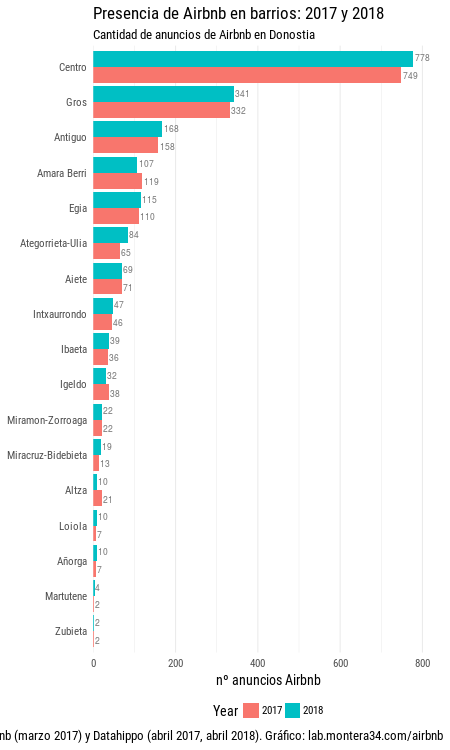 Presencia de Airbnb en barrios: 2017 y 2018
Cantidad de anuncios de Airbnb en Donostia
Centro 778
749
Gros 341
332
Antiguo 168
158
Amara Berri 107
119
Egia 115
110
Ategorrieta-Ulia 84
65
Aiete 69
71
Intxaurrondo 47
46
Ibaeta 39
36
Igeldo 32
38
Miramon-Zorroaga 22
22
Miracruz-Bidebieta 19
13
Altza 10
21
Loiola 10
7
Añorga 10
7
Martutene 4
2
Zubieta 2
2
0 200 400 600 800
nº anuncios Airbnb
Year 2017 2018
nb (marzo 2017) y Datahippo (abril 2017, abril 2018). Gráfico: lab.montera34.com/airbnb